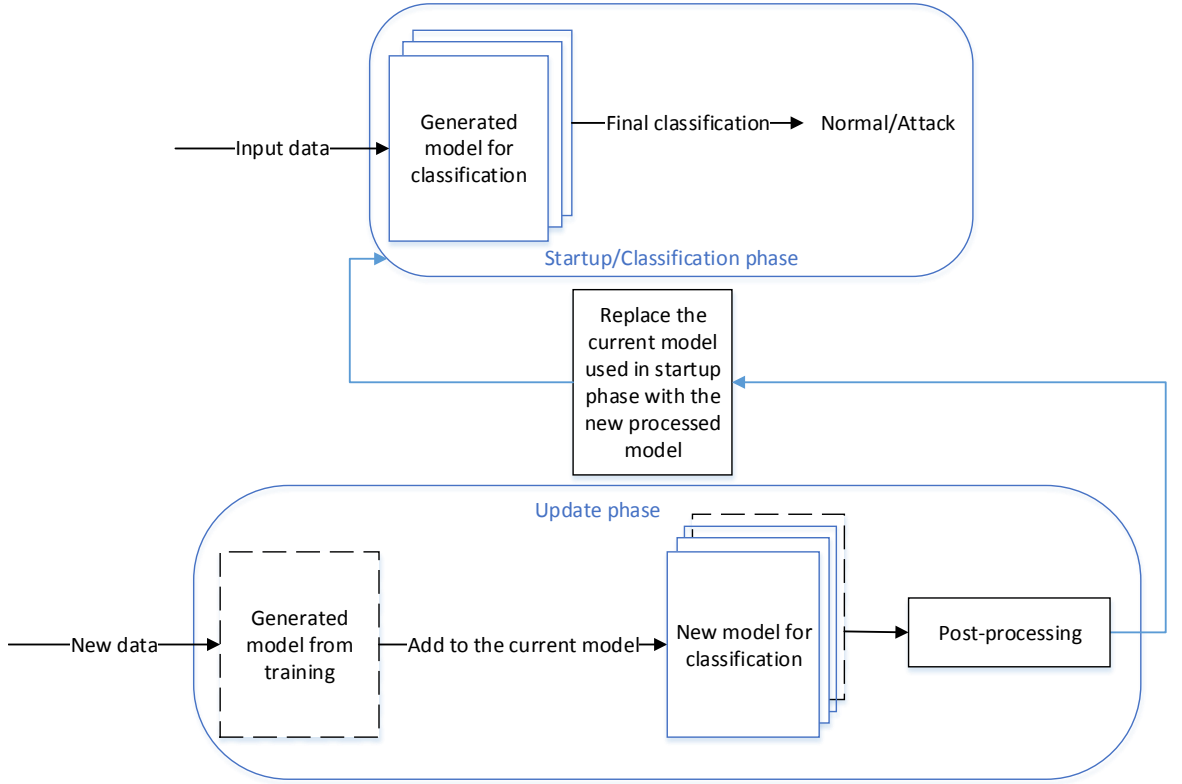 Generated
model for
classification
Input data
Final classification
Normal/Attack
Startup/Classification phase
Replace the
current model
used in startup
phase with the
new processed
model
Update phase
New data
Generated
model from
training
Add to the current model
New model for
classification
Post-processing